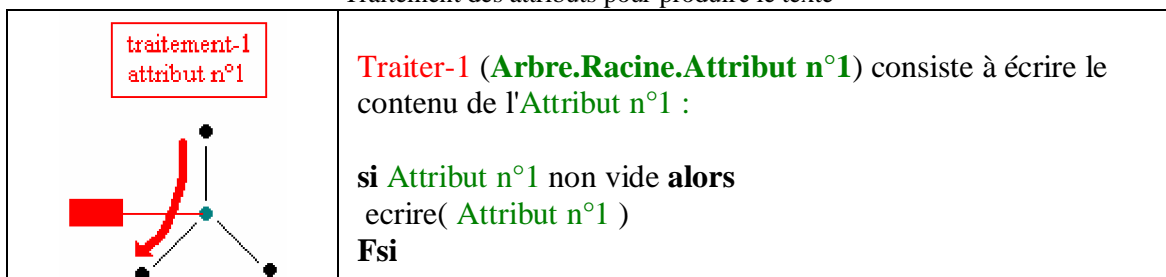 Traitement des attributs pour produire le texte
traitement-1
attribut n°1
Traiter-1 (Arbre.Racine.Attribut n°1) consiste à écrire le
contenu de l'Attribut n°1 :
si Attribut n°1 non vide alors
ecrire( Attribut n°1 )
Fsi